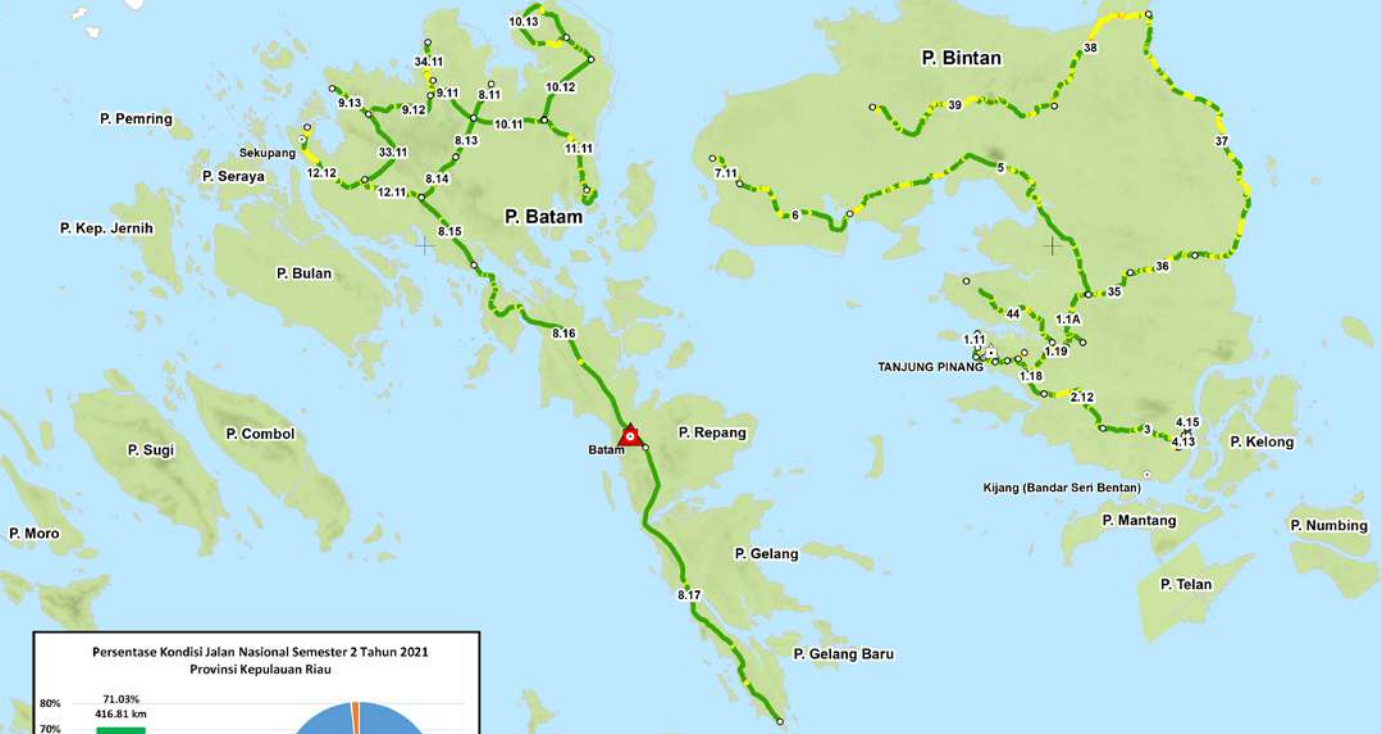 10.13
38
34.11
P. Bintan
9.11
8.11
10.12
9.13
9.12
39
P. Pemring
10.11
8.13
37
Sekupang
33.11
11.11
12.12
P. Seraya
8.14
7.11
5
12.11
6
P. Batam
P. Kep. Jernih
8.15
P. Bulan
36
35
44
1.1A
8.16
1.11
1.19
TANJUNG PINANG
1.18
2.12
P. Combol
P. Repang
3
4.15
4.13
P. Kelong
P. Sugi
Batam
Kijang (Bandar Seri Bentan)
P. Mantang
P. Numbing
P. Moro
P. Gelang
P. Telan
8.17
P. Gelang Baru
Persentase Kondisi Jalan Nasional Semester 2 Tahun 2021
Provinsi Kepulauan Riau
80%
71.03%
416.81 km
70%